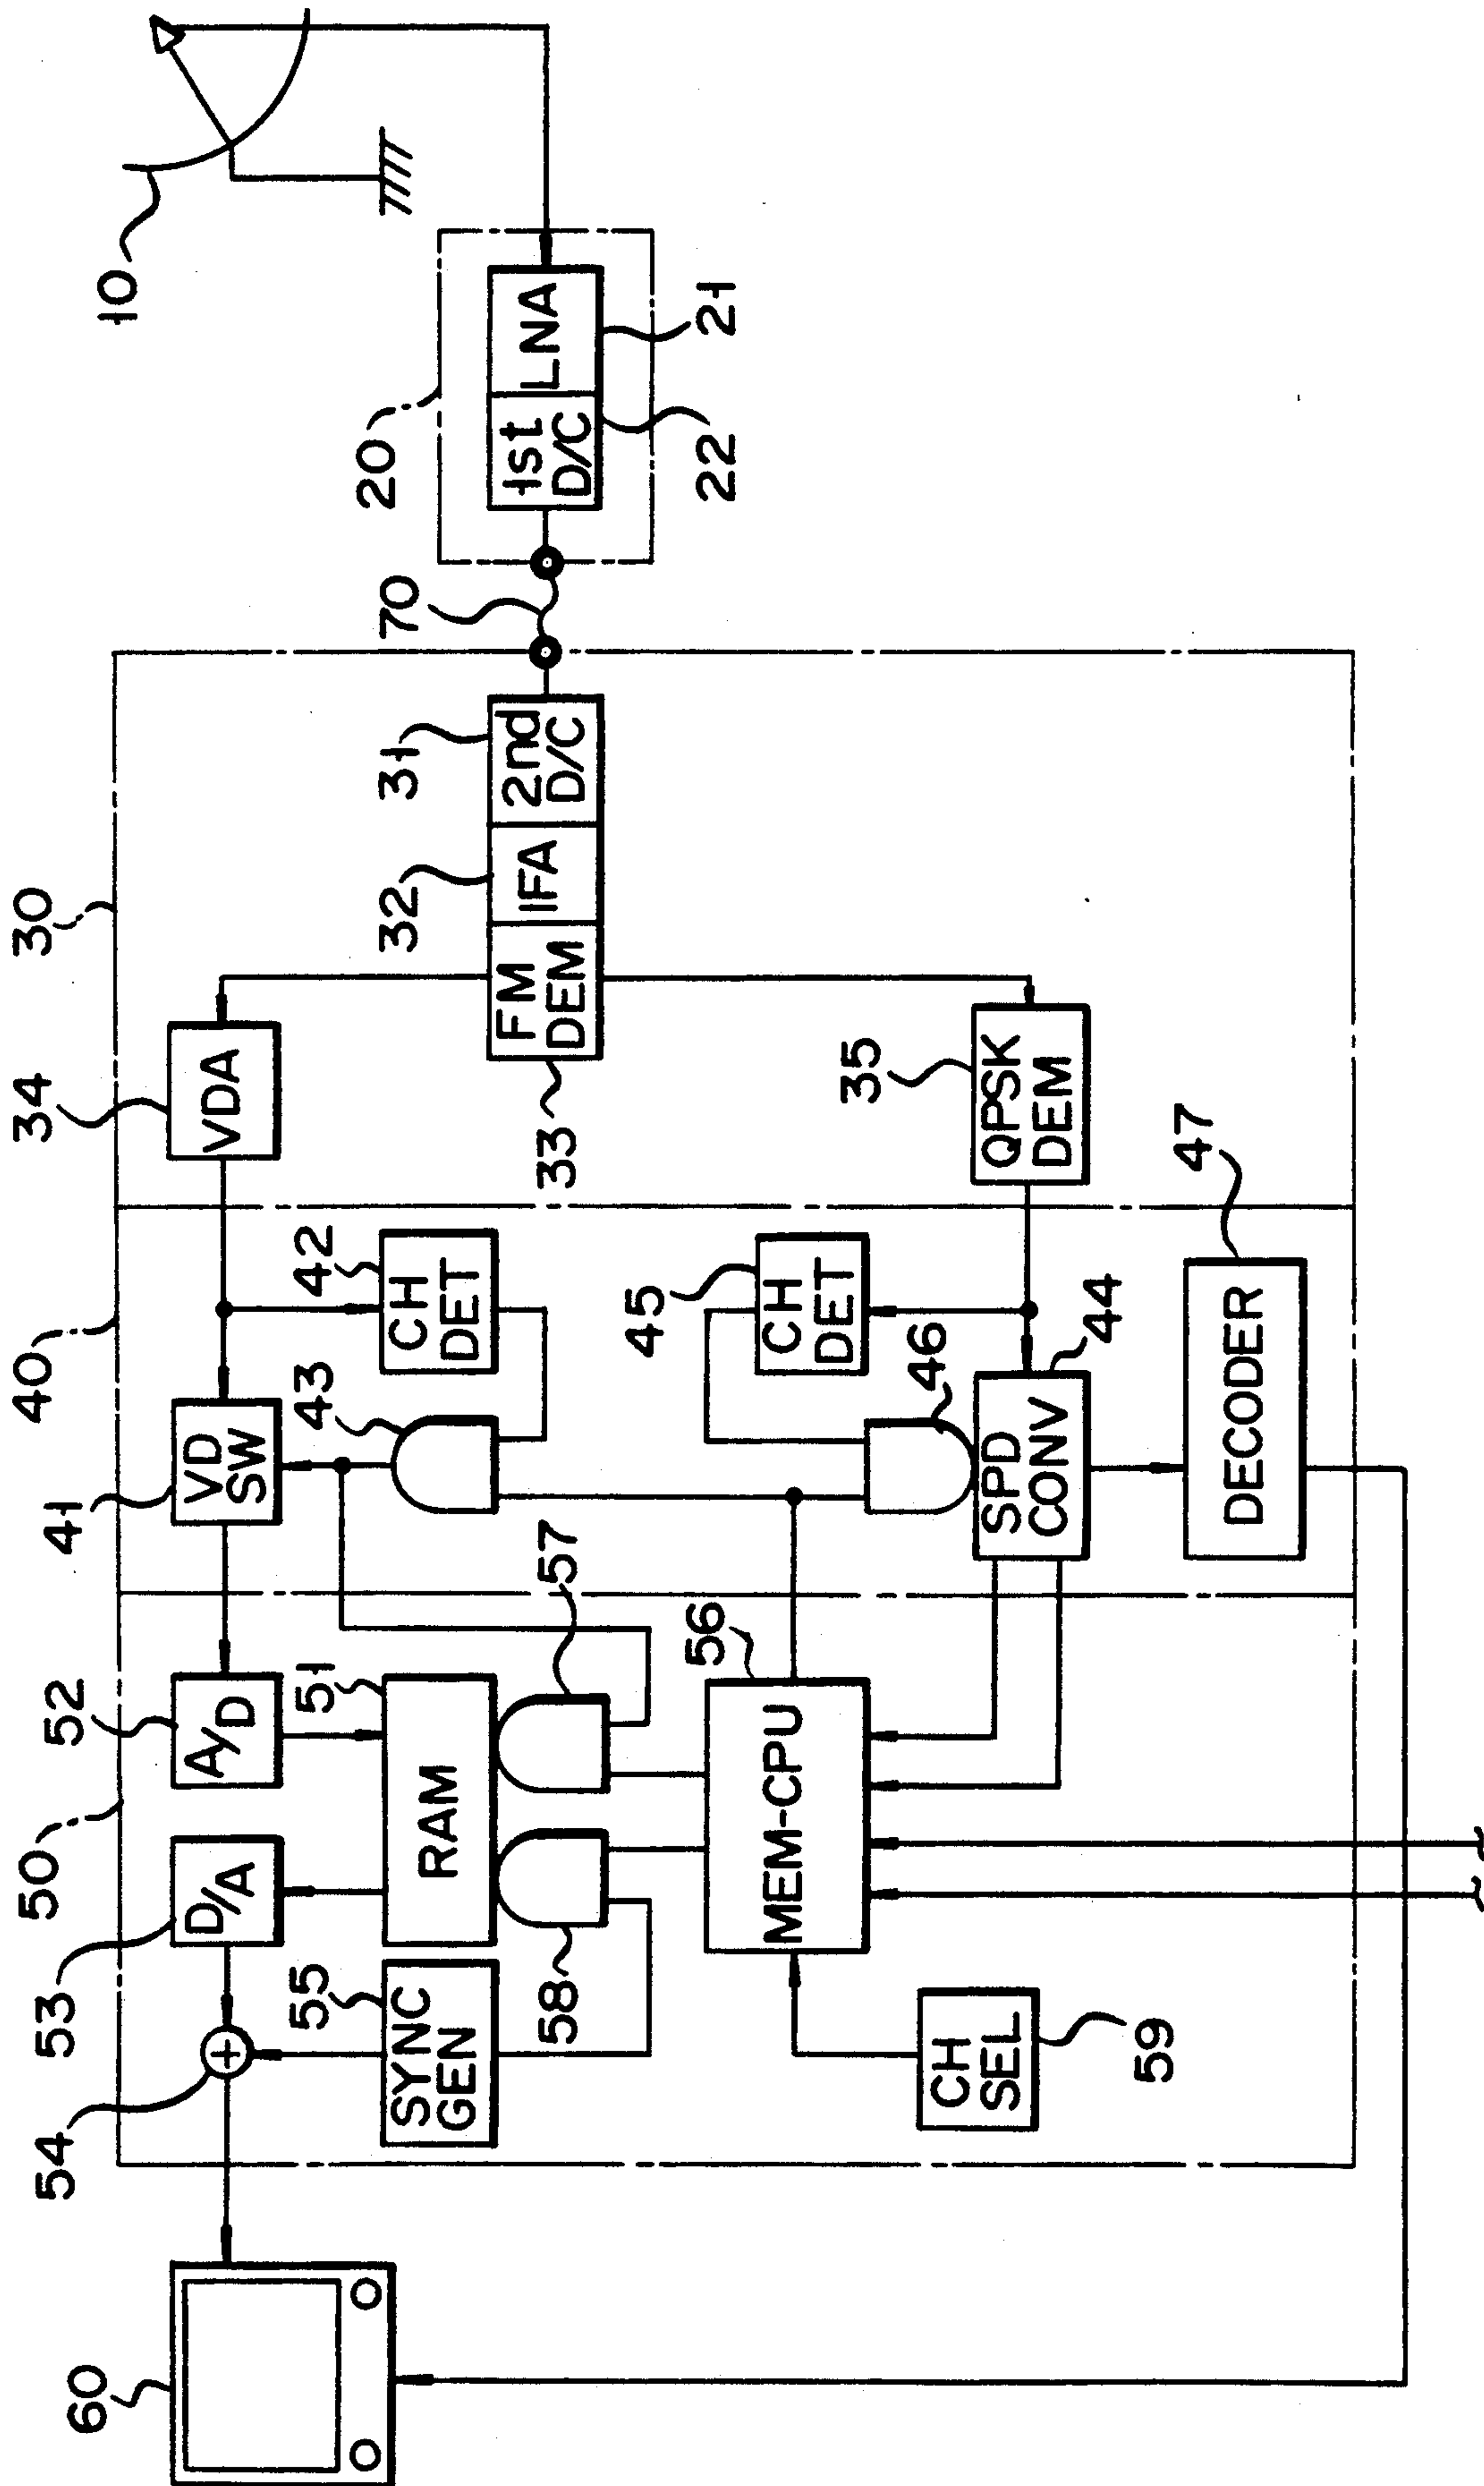 10
20
LNA
21
1st
D/C
22
70
30
31
2nd
D/C
32
IFA
FM
DEM
33
34
VDA
35
QPSK
DEM
40
41
VD
SW
42
CH
DET
43
45
CH
DET
46
44
SPD
CONV
47
DECODER
50
52
A/D
51
RAM
57
56
MEM-CPU
53
D/A
54
55
SYNC
GEN
58
59
CH
SEL
60